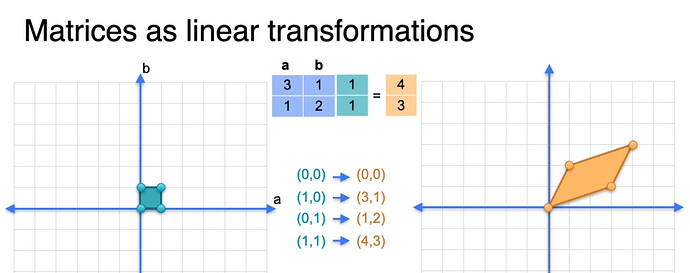 Matrices as linear transformations
b
a b
3 1 1 = 4
1 2 1 3
(0,0) (0,0)
a
(1,0) (3,1)
(0,1) (1,2)
(1,1) (4,3)